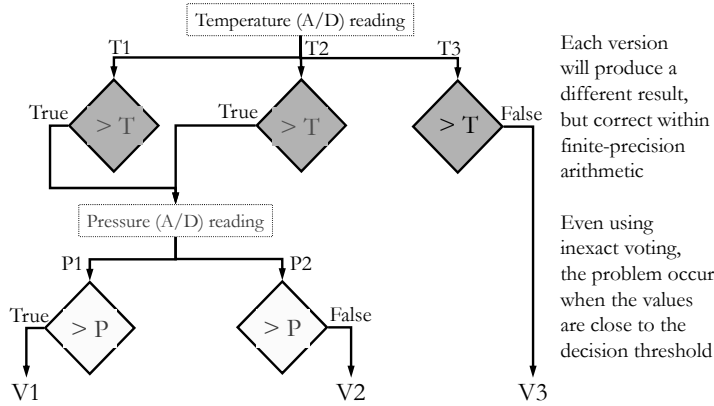 Temperature (A/D) reading
T1 T2 T3
True True False
> T > T > T
Pressure (A/D) reading
P1 P2
True False
> P > P
V1 V2 V3
Each version
will produce a
different result,
but correct within
finite-precision
arithmetic
Even using
inexact voting,
the problem occur
when the values
are close to the
decision threshold